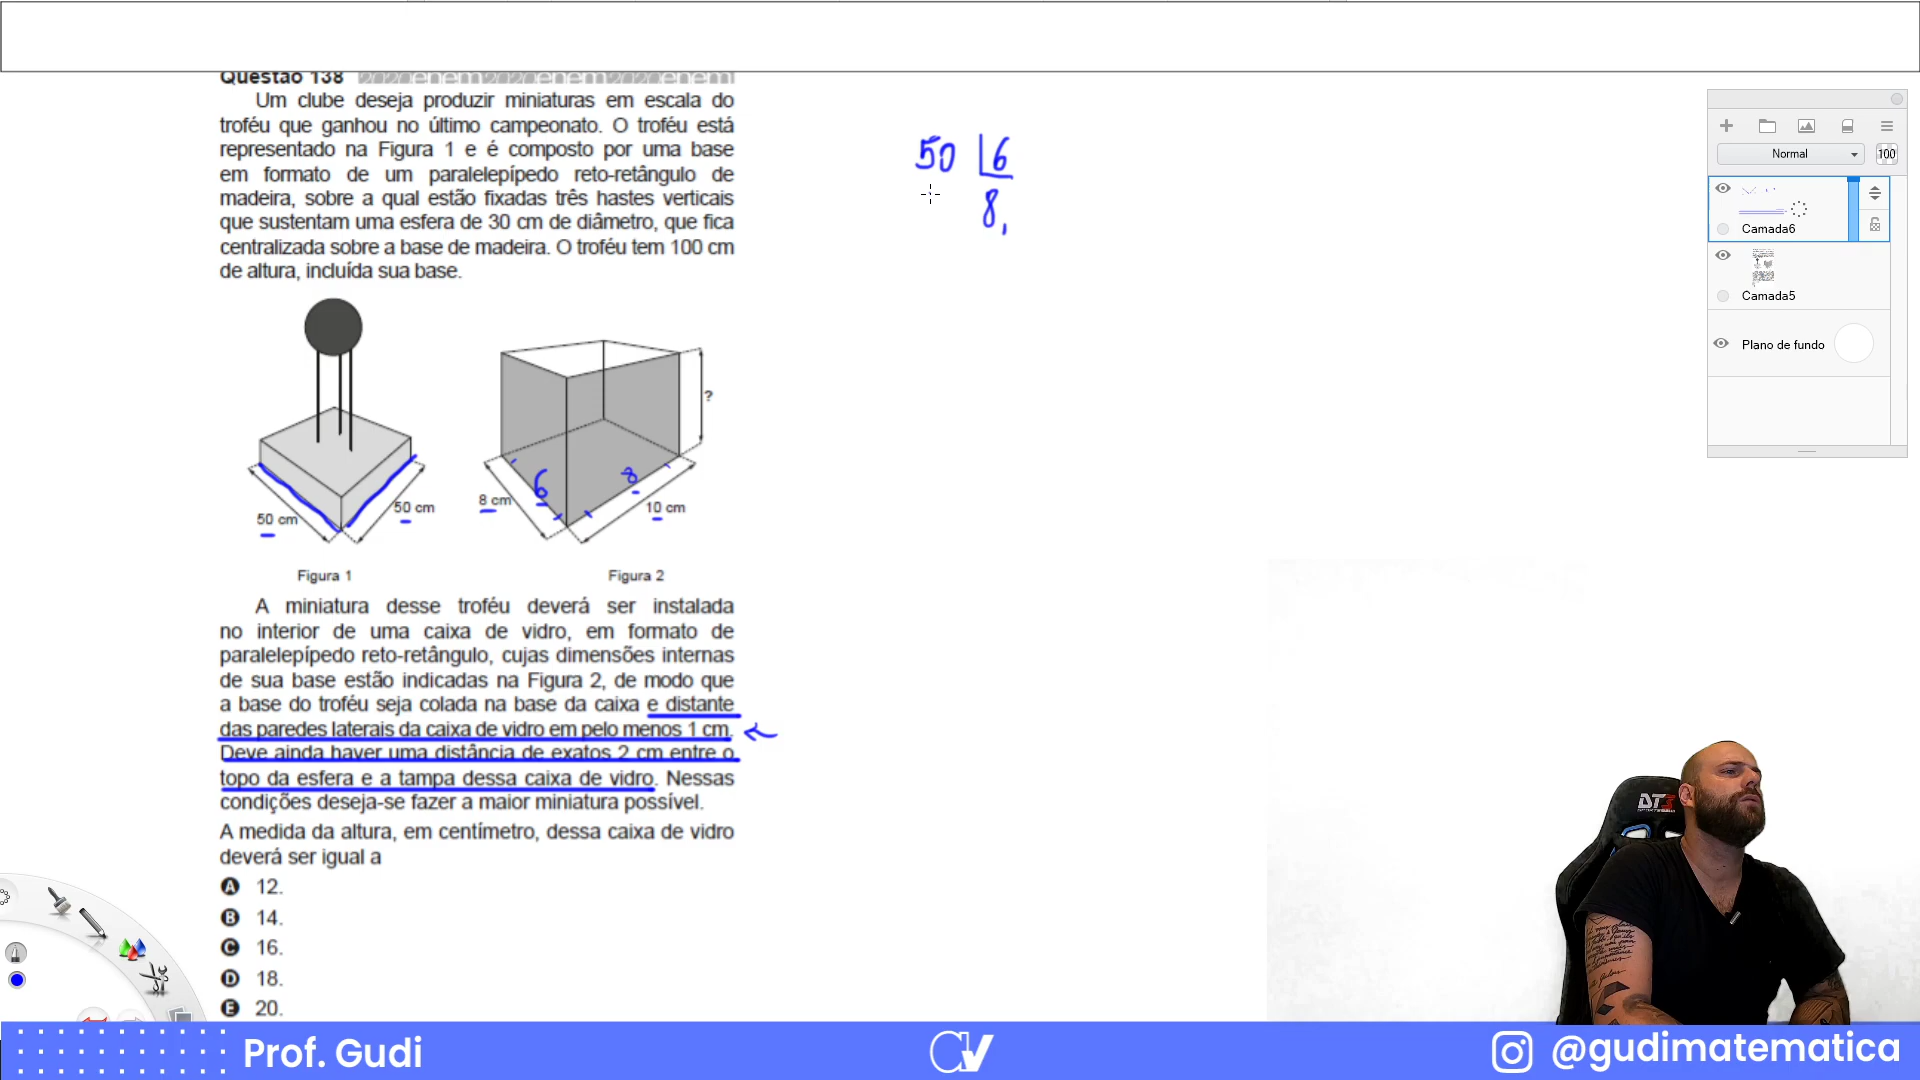 Questão 138
Um clube deseja produzir miniaturas em escala do
troféu que ganhou no último campeonato. O troféu está
representado na Figura 1 e é composto por uma base
em formato de um paralelepípedo reto-retângulo de
madeira, sobre a qual estão fixadas três hastes verticais
que sustentam uma esfera de 30 cm de diâmetro, que fica
centralizada sobre a base de madeira. O troféu tem 100 cm
de altura, incluída sua base.
?
6
8
50 cm
50 cm
8 cm
10 cm
Figura 1
Figura 2
A miniatura desse troféu deverá ser instalada
no interior de uma caixa de vidro, em formato de
paralelepípedo reto-retângulo, cujas dimensões internas
de sua base estão indicadas na Figura 2, de modo que
a base do troféu seja colada na base da caixa e distante
das paredes laterais da caixa de vidro em pelo menos 1 cm.
Deve ainda haver uma distância de exatos 2 cm entre o
topo da esfera e a tampa dessa caixa de vidro. Nessas
condições deseja-se fazer a maior miniatura possível.
A medida da altura, em centímetro, dessa caixa de vidro
deverá ser igual a
A 12.
B 14.
C 16.
D 18.
E 20.
50 6
8,
Normal
100
Camada6
Camada5
Plano de fundo
DT3
Prof. Gudi
@gudimatematica